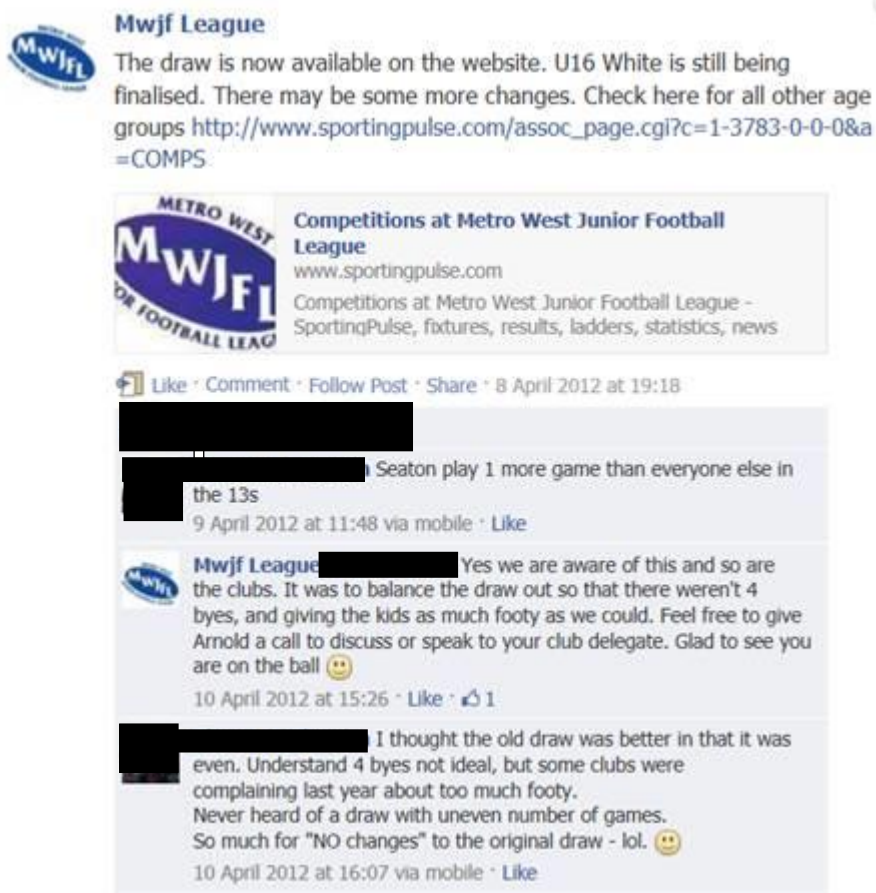 Mwjf League
MWJFL
The draw is now available on the website. U16 White is still being
finalised. There may be some more changes. Check here for all other age
groups http://www.sportingpulse.com/assoc_page.cgi?c=1-3783-0-0-0&a
=COMPS
METRO WEST
MWJFL
OR FOOTBALL LEAG
Competitions at Metro West Junior Football
League
www.sportingpulse.com
Competitions at Metro West Junior Football League -
SportingPulse, fixtures, results, ladders, statistics, news
Like · Comment · Follow Post · Share · 8 April 2012 at 19:18
Seaton play 1 more game than everyone else in
the 13s
9 April 2012 at 11:48 via mobile · Like
MWJFL
Mwjf League Yes we are aware of this and so are
the clubs. It was to balance the draw out so that there weren't 4
byes, and giving the kids as much footy as we could. Feel free to give
Arnold a call to discuss or speak to your club delegate. Glad to see you
are on the ball
10 April 2012 at 15:26 · Like · 1
I thought the old draw was better in that it was
even. Understand 4 byes not ideal, but some clubs were
complaining last year about too much footy.
Never heard of a draw with uneven number of games.
So much for "NO changes" to the original draw - lol.
10 April 2012 at 16:07 via mobile · Like